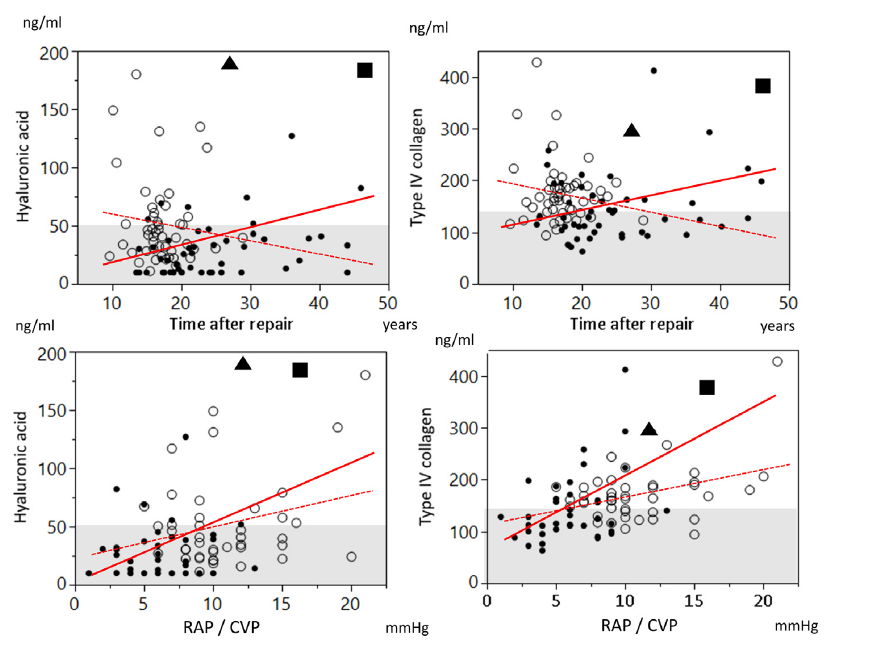 ng/ml
ng/ml
Hyaluronic acid
200
150
100
50
0
10
20
30
40
50
Time after repair
years
Type IV collagen
400
300
200
100
0
10
20
30
40
50
Time after repair
years
ng/ml
ng/ml
Hyaluronic acid
200
150
100
50
0
0
5
10
15
20
RAP / CVP
mmHg
Type IV collagen
400
300
200
100
0
0
5
10
15
20
RAP / CVP
mmHg